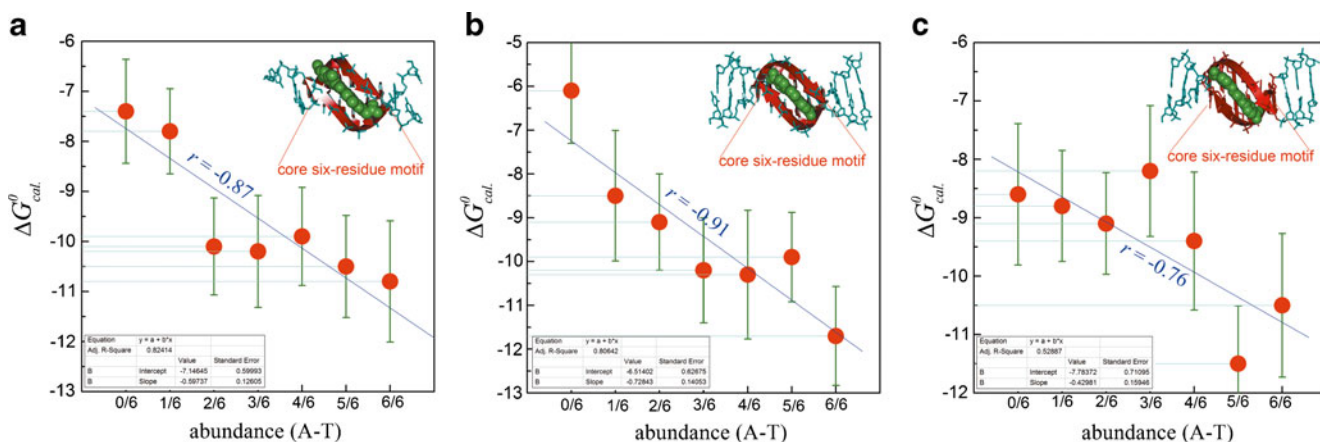 a
-6
-7
-8
-9
-10
-11
-12
-13
ΔG⁰cal.
core six-residue motif
r = -0.87
Equation y = a + b*x
Adj. R-Square 0.82414
Value Standard Error
B Intercept -7.14645 0.59993
B Slope -0.59737 0.12605
0/6 1/6 2/6 3/6 4/6 5/6 6/6
abundance (A-T)
b
-5
-6
-7
-8
-9
-10
-11
-12
-13
ΔG⁰cal.
core six-residue motif
r = -0.91
Equation y = a + b*x
Adj. R-Square 0.80642
Value Standard Error
B Intercept -6.51402 0.62675
B Slope -0.72843 0.14053
0/6 1/6 2/6 3/6 4/6 5/6 6/6
abundance (A-T)
c
-6
-7
-8
-9
-10
-11
-12
ΔG⁰cal.
core six-residue motif
r = -0.76
Equation y = a + b*x
Adj. R-Square 0.52887
Value Standard Error
B Intercept -7.78372 0.71095
B Slope -0.42981 0.15946
0/6 1/6 2/6 3/6 4/6 5/6 6/6
abundance (A-T)